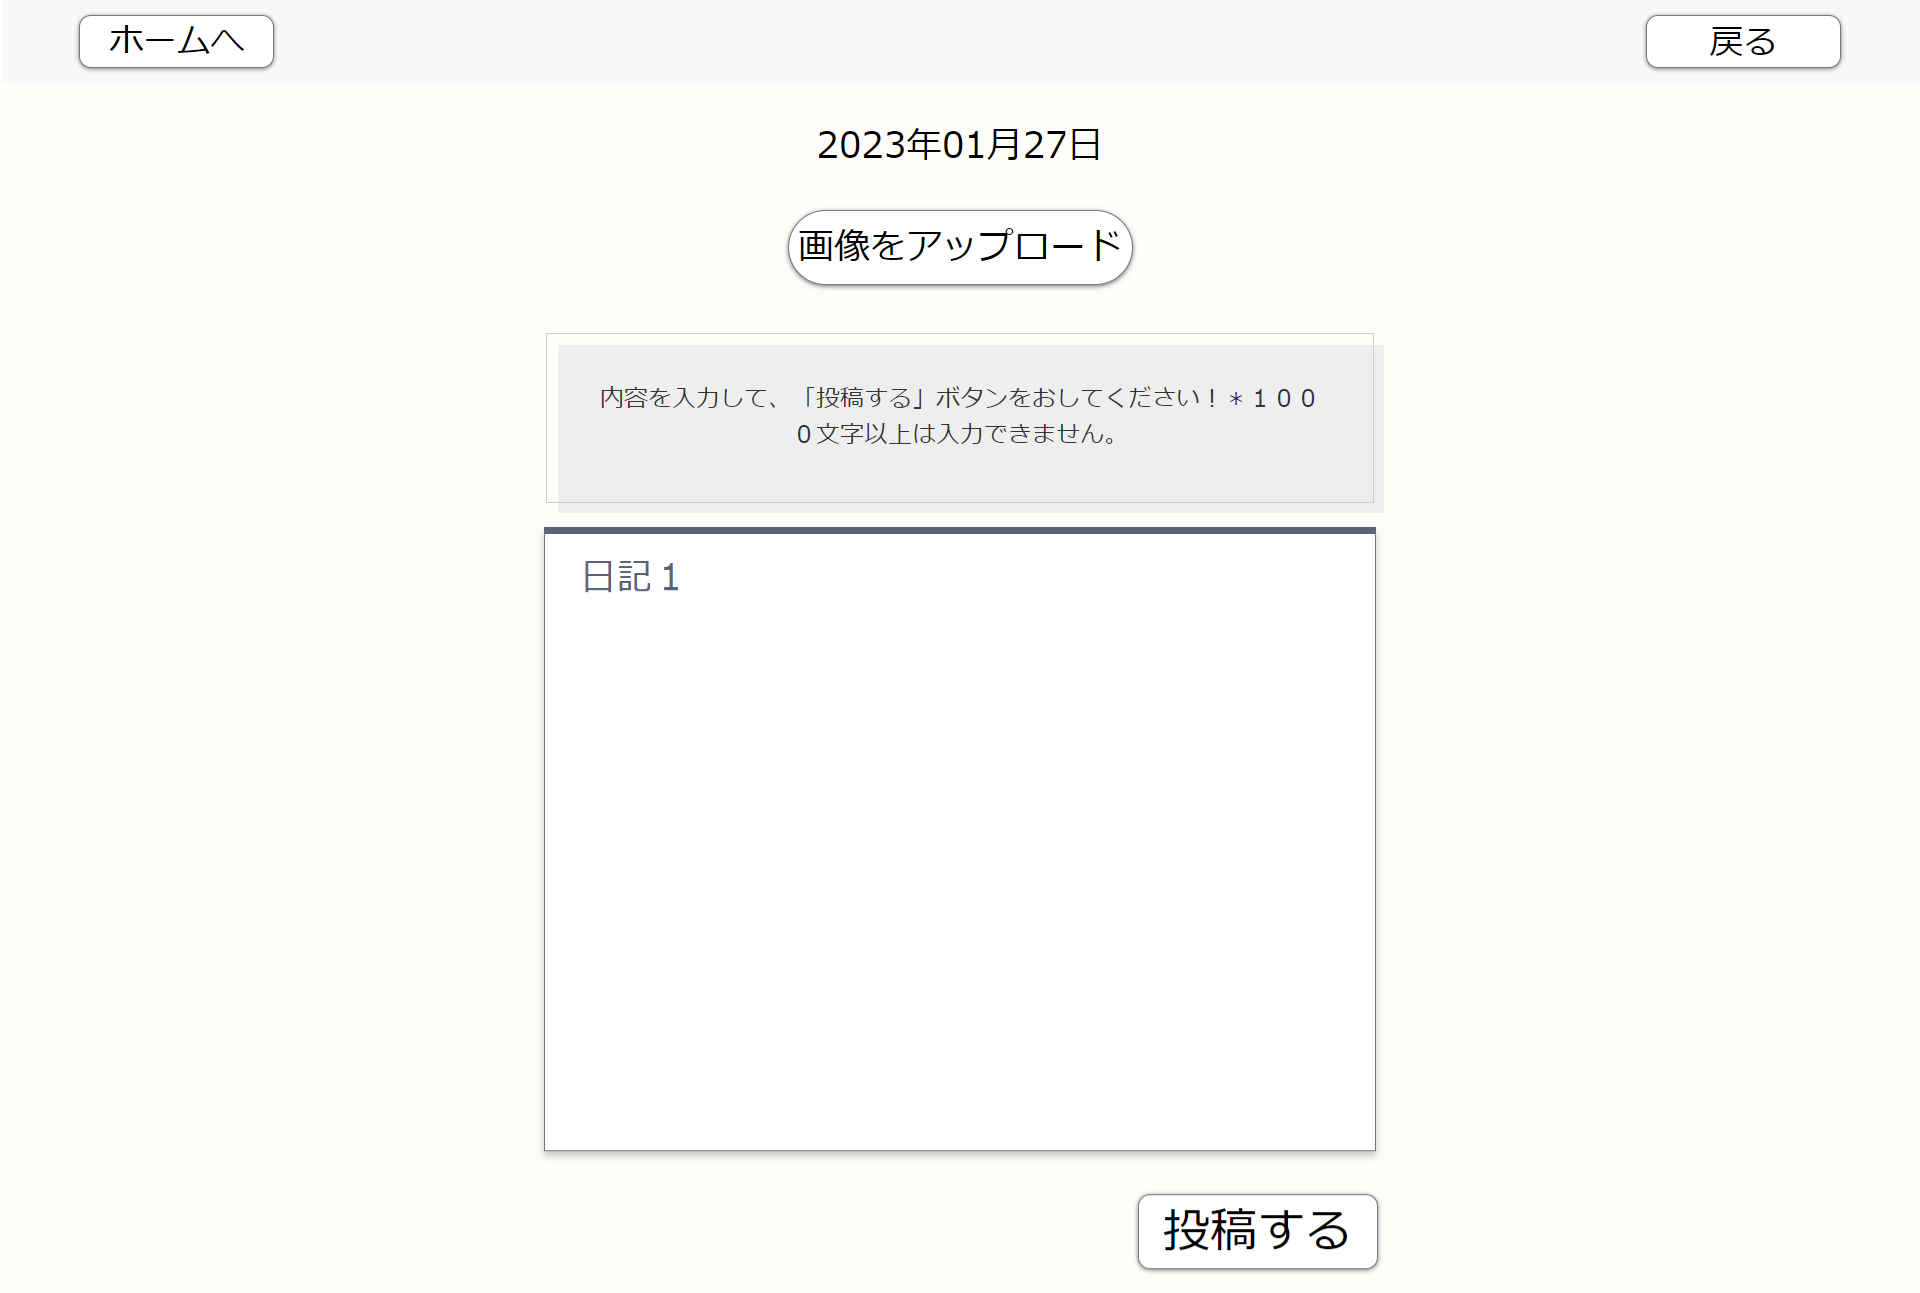 ホームへ
戻る
2023年01月27日
画像をアップロード
内容を入力して、「投稿する」ボタンをおしてください！＊１００
０文字以上は入力できません。
日記１
投稿する